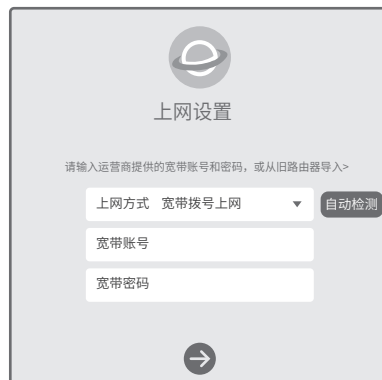 上网设置
请输入运营商提供的宽带账号和密码，或从旧路由器导入>
上网方式 宽带拨号上网 自动检测
宽带账号
宽带密码